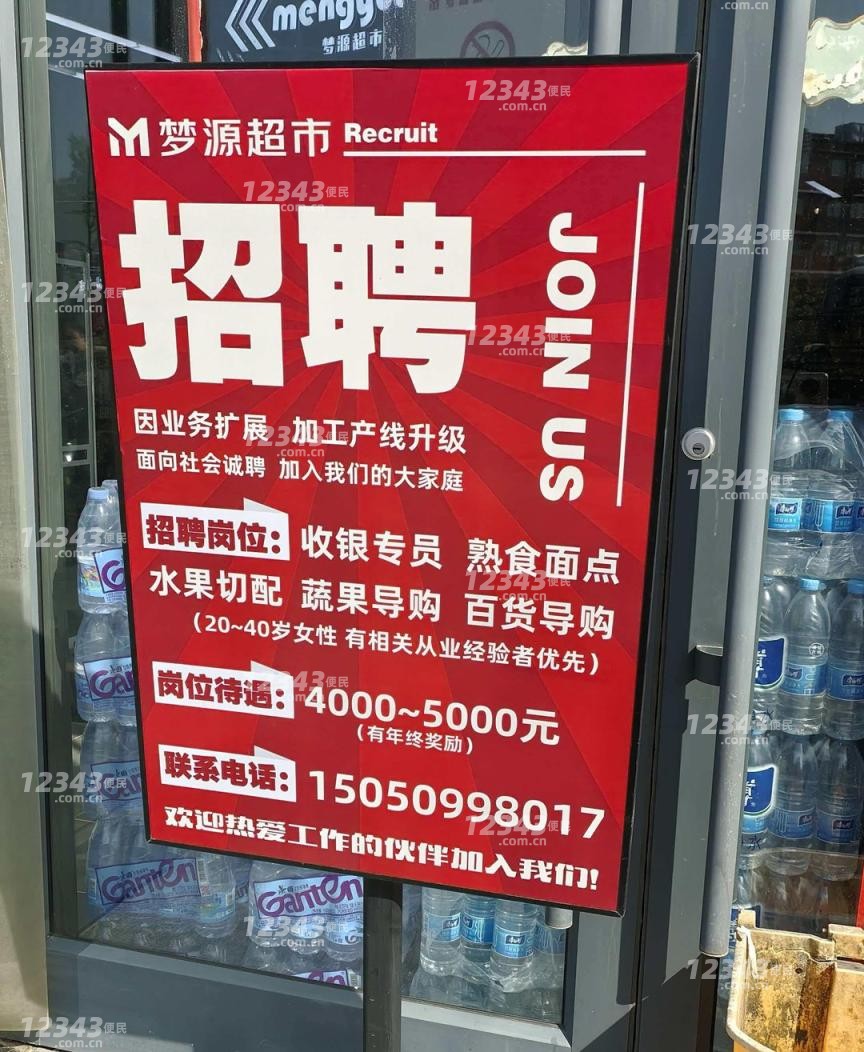 menggy
梦源超市
梦源超市 Recruit
招聘
JOIN US
因业务扩展 加工产线升级
面向社会诚聘 加入我们的大家庭
招聘岗位：收银专员 熟食面点
水果切配 蔬果导购 百货导购
（20~40岁女性 有相关从业经验者优先）
岗位待遇：4000~5000元
（有年终奖励）
联系电话：15050998017
欢迎热爱工作的伙伴加入我们！
Ganten
Ganten
12343便民
.com.cn